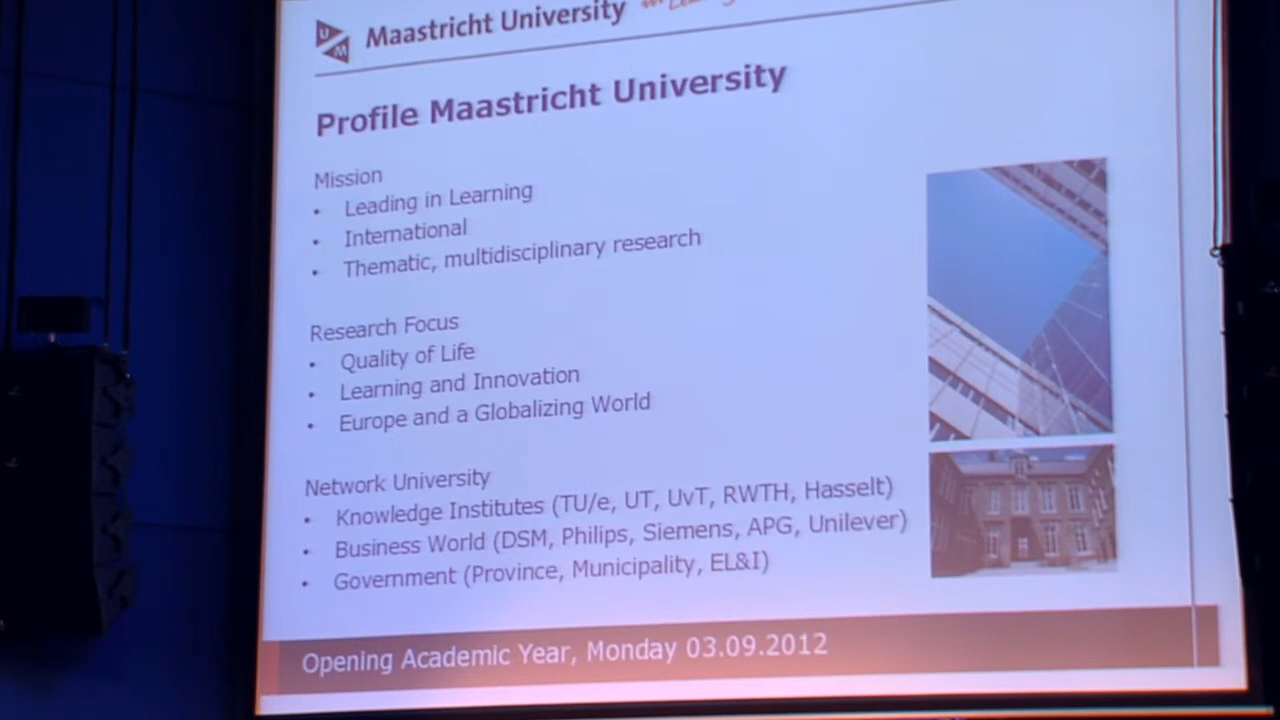 UM Maastricht University
Profile Maastricht University
Mission
• Leading in Learning
• International
• Thematic, multidisciplinary research
Research Focus
• Quality of Life
• Learning and Innovation
• Europe and a Globalizing World
Network University
• Knowledge Institutes (TU/e, UT, UvT, RWTH, Hasselt)
• Business World (DSM, Philips, Siemens, APG, Unilever)
• Government (Province, Municipality, EL&I)
Opening Academic Year, Monday 03.09.2012